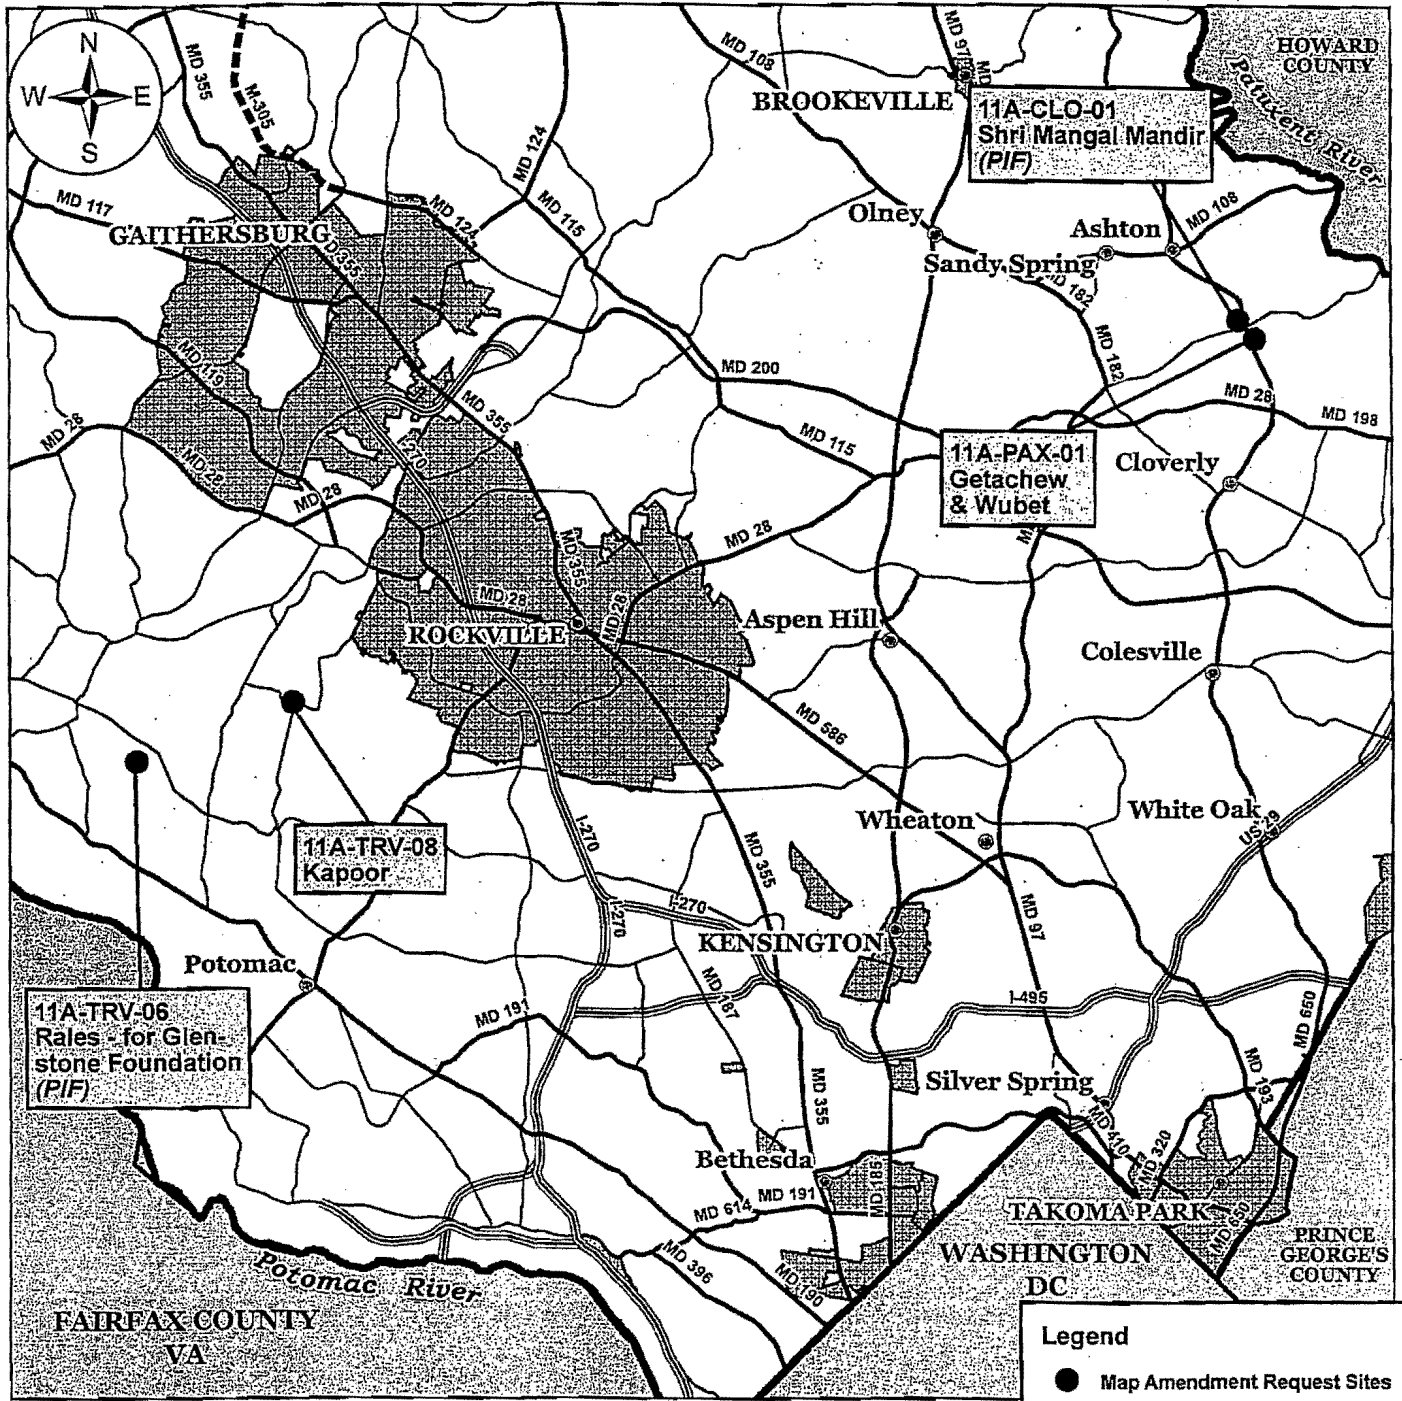 N
W E
S
MD 355
M-305
MD 124
MD 108
MD 97
MD
HOWARD
COUNTY
Patuxent River
BROOKEVILLE
11A-CLO-01
Shri Mangal Mandir
(PIF)
MD 117
GAITHERSBURG
MD 355
MD 124
MD 115
Olney
Ashton
MD 108
Sandy Spring
MD 182
MD 182
MD 119
MD 200
MD 28
MD 198
MD 28
MD 28
MD 355
I-270
MD 115
11A-PAX-01
Getachew
& Wubet
Cloverly
MD 28
MD 28
MD 355
MD 28
MD 28
ROCKVILLE
Aspen Hill
Colesville
MD 586
11A-TRV-08
Kapoor
I-270
MD 355
Wheaton
White Oak
US 29
I-270
I-270
KENSINGTON
MD 97
Potomac
MD 187
MD 191
I-495
MD 650
11A-TRV-06
Rales - for Glen-
stone Foundation
(PIF)
MD 355
Silver Spring
MD 193
MD 410
MD 320
Bethesda
MD 185
MD 191
MD 614
TAKOMA PARK
MD 650
MD 396
MD 190
WASHINGTON
DC
PRINCE
GEORGE'S
COUNTY
Potomac River
FAIRFAX COUNTY
VA
Legend
Map Amendment Request Sites